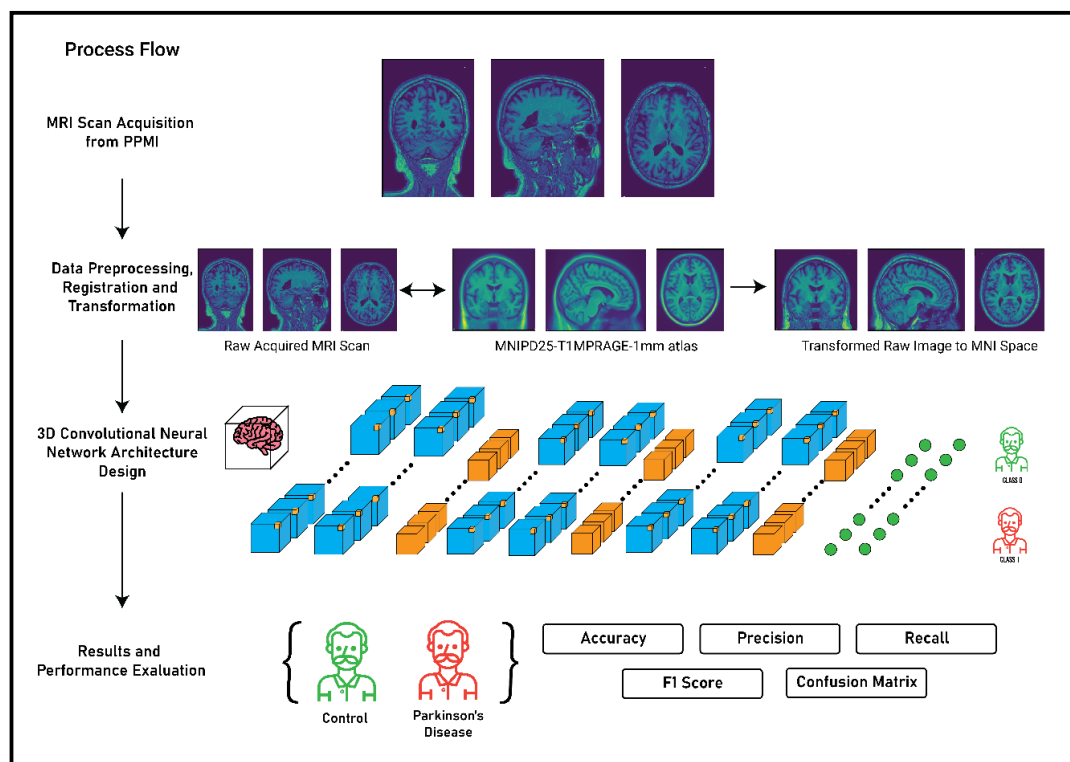 Process Flow
MRI Scan Acquisition
from PPMI
Data Preprocessing,
Registration and
Transformation
Raw Acquired MRI Scan
MNIPD25-T1MPRAGE-1mm atlas
Transformed Raw Image to MNI Space
3D Convolutional Neural
Network Architecture
Design
CLASS 0
CLASS 1
Results and
Performance Evaluation
Control
Parkinson's
Disease
Accuracy
Precision
Recall
F1 Score
Confusion Matrix